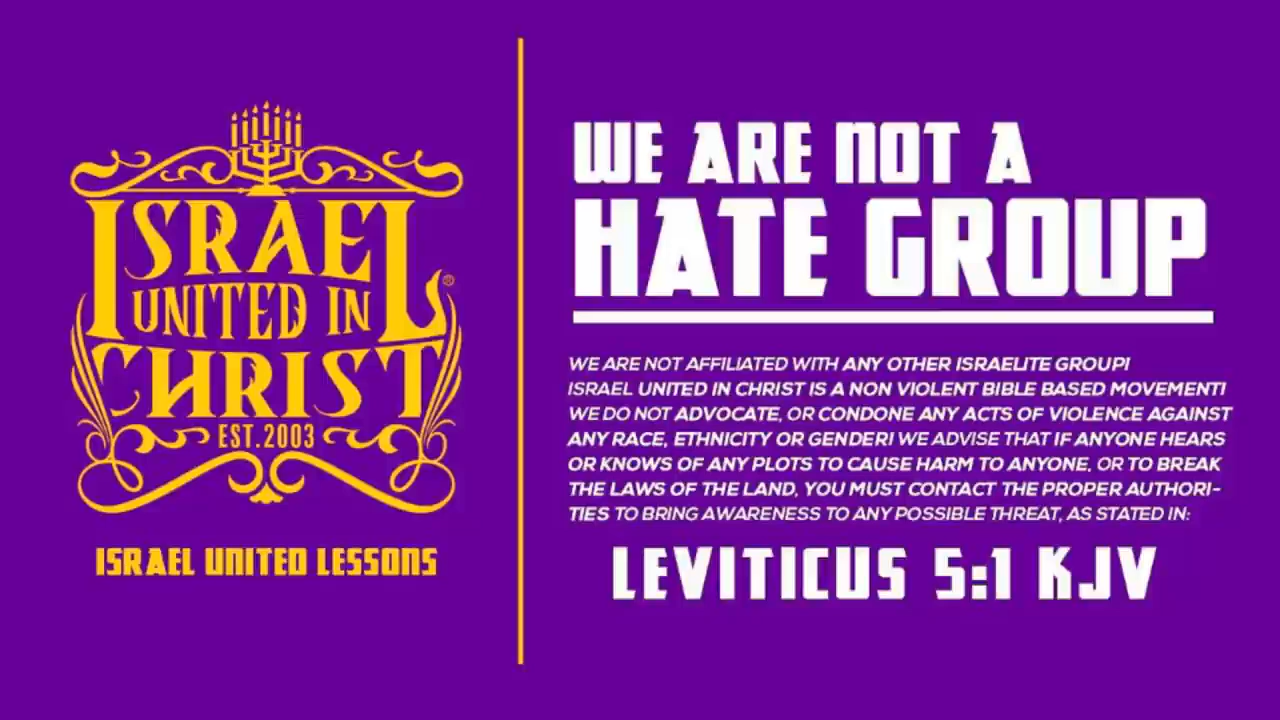 ISRAEL
UNITED IN
CHRIST
EST.2003
®
ISRAEL UNITED LESSONS
WE ARE NOT A
HATE GROUP
WE ARE NOT AFFILIATED WITH ANY OTHER ISRAELITE GROUP!
ISRAEL UNITED IN CHRIST IS A NON VIOLENT BIBLE BASED MOVEMENT!
WE DO NOT ADVOCATE, OR CONDONE ANY ACTS OF VIOLENCE AGAINST
ANY RACE, ETHNICITY OR GENDER! WE ADVISE THAT IF ANYONE HEARS
OR KNOWS OF ANY PLOTS TO CAUSE HARM TO ANYONE, OR TO BREAK
THE LAWS OF THE LAND, YOU MUST CONTACT THE PROPER AUTHORI-
TIES TO BRING AWARENESS TO ANY POSSIBLE THREAT, AS STATED IN:
LEVITICUS 5:1 KJV